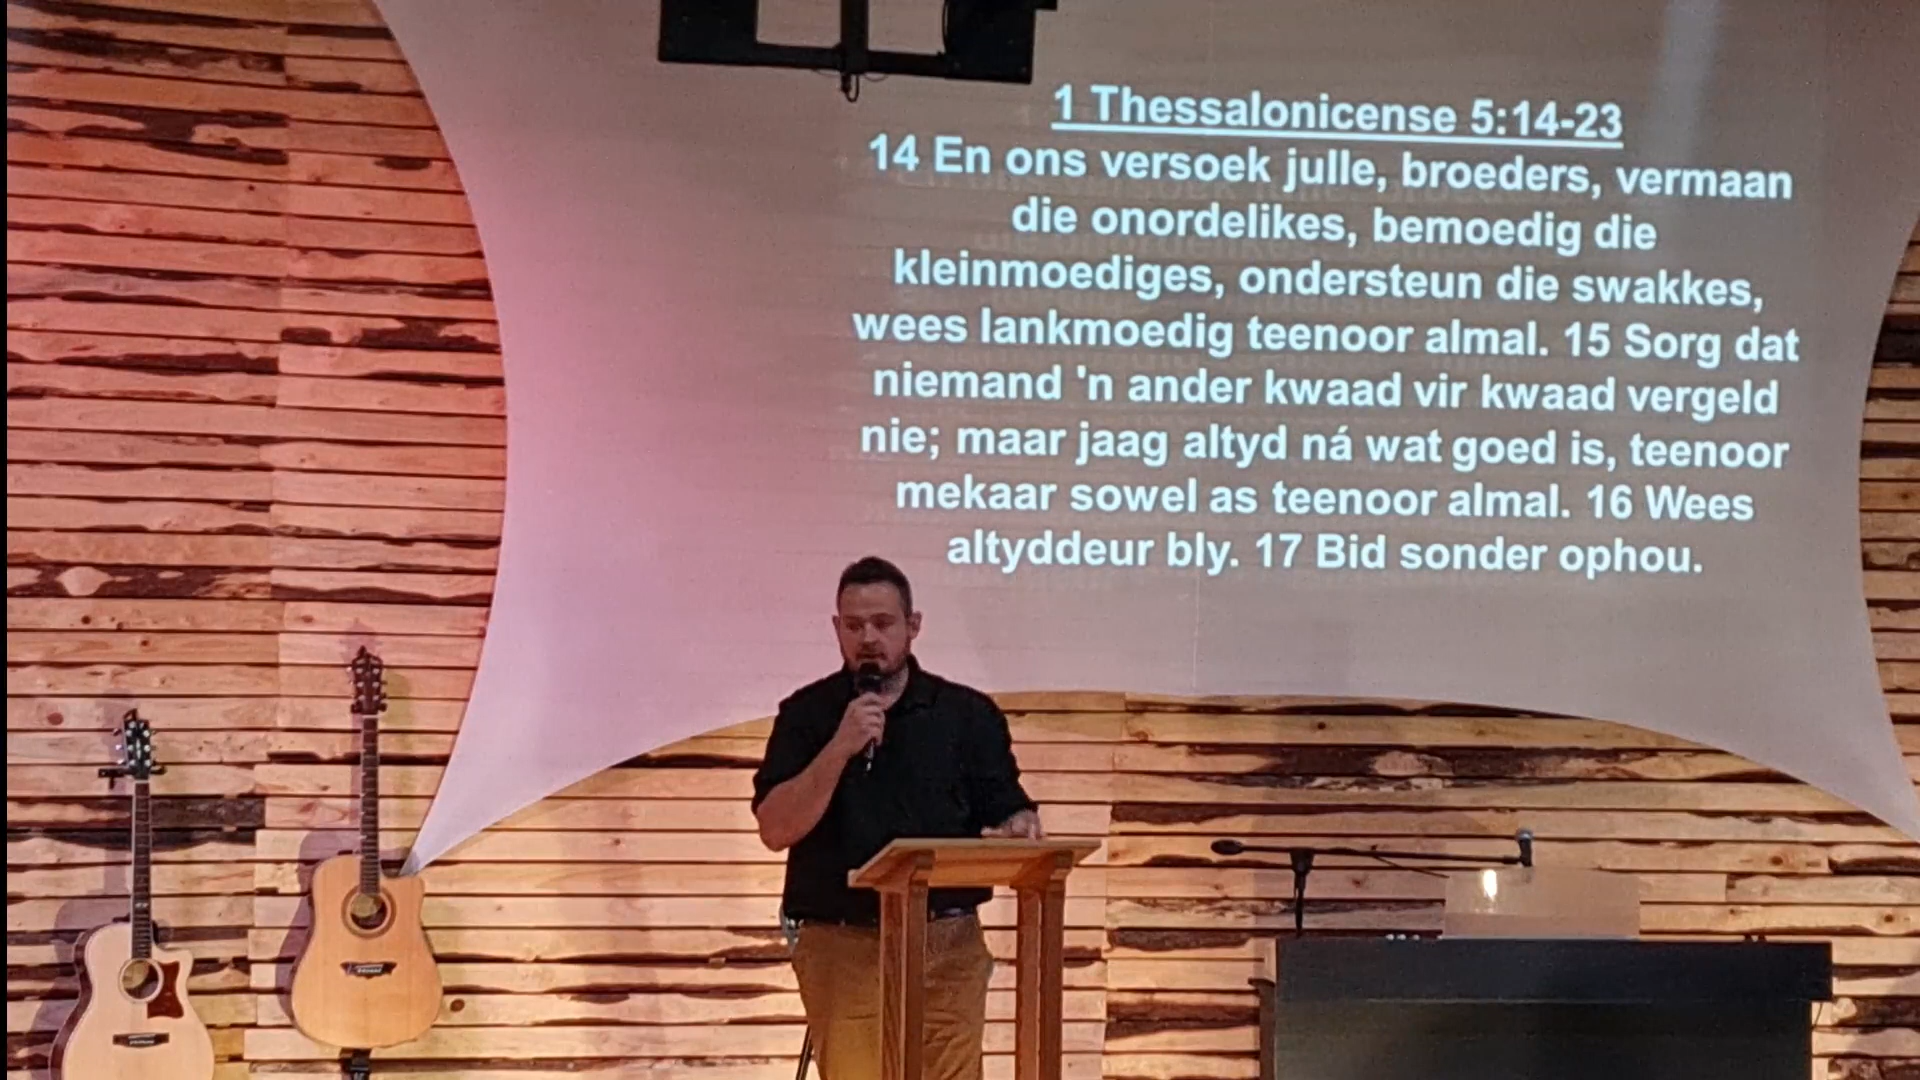 1 Thessalonicense 5:14-23
14 En ons versoek julle, broeders, vermaan
die onordelikes, bemoedig die
kleinmoediges, ondersteun die swakkes,
wees lankmoedig teenoor almal. 15 Sorg dat
niemand 'n ander kwaad vir kwaad vergeld
nie; maar jaag altyd ná wat goed is, teenoor
mekaar sowel as teenoor almal. 16 Wees
altyddeur bly. 17 Bid sonder ophou.